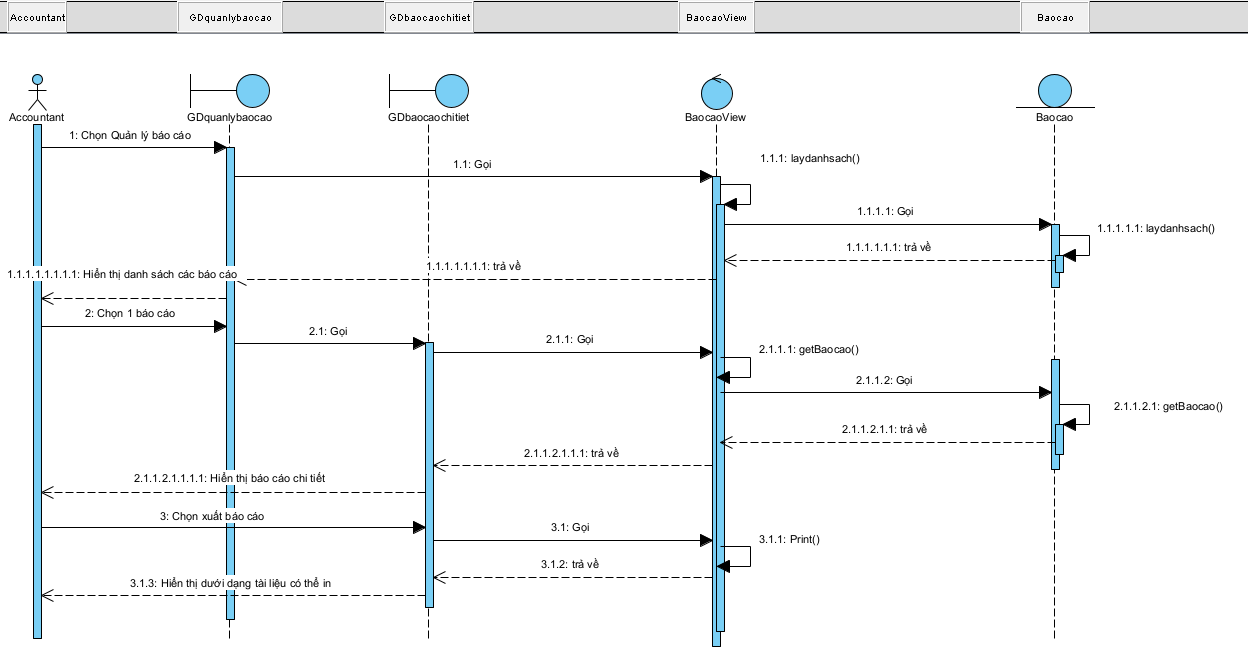 Accountant
GDquanlybaocao
GDbaocaochitiet
BaocaoView
Baocao
Accountant
GDquanlybaocao
GDbaocaochitiet
BaocaoView
Baocao
1: Chọn Quản lý báo cáo
1.1: Gọi
1.1.1: laydanhsach()
1.1.1.1: Gọi
1.1.1.1.1: laydanhsach()
1.1.1.1.1.1: trả về
1.1.1.1.1.1.1: trả về
1.1.1.1.1.1.1.1: Hiển thị danh sách các báo cáo
2: Chọn 1 báo cáo
2.1: Gọi
2.1.1: Gọi
2.1.1.1: getBaocao()
2.1.1.2: Gọi
2.1.1.2.1: getBaocao()
2.1.1.2.1.1: trả về
2.1.1.2.1.1.1: trả về
2.1.1.2.1.1.1.1: Hiển thị báo cáo chi tiết
3: Chọn xuất báo cáo
3.1: Gọi
3.1.1: Print()
3.1.2: trả về
3.1.3: Hiển thị dưới dạng tài liệu có thể in